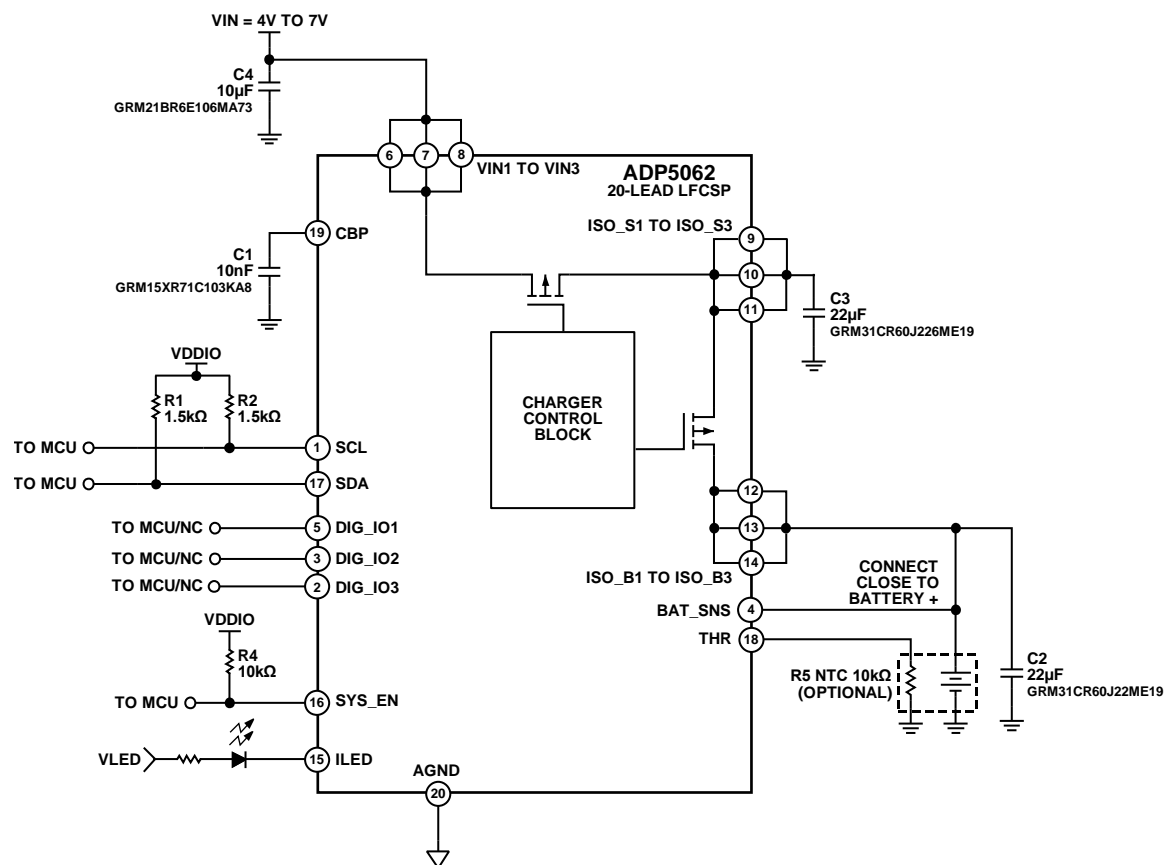 VIN = 4V TO 7V
C4
10µF
GRM21BR6E106MA73
6
7
8
VIN1 TO VIN3
ADP5062
20-LEAD LFCSP
ISO_S1 TO ISO_S3
19
CBP
9
10
11
C1
10nF
GRM15XR71C103KA8
C3
22µF
GRM31CR60J226ME19
VDDIO
R1
1.5kΩ
R2
1.5kΩ
CHARGER
CONTROL
BLOCK
TO MCU
1
SCL
TO MCU
17
SDA
12
13
14
TO MCU/NC
5
DIG_IO1
TO MCU/NC
3
DIG_IO2
TO MCU/NC
2
DIG_IO3
ISO_B1 TO ISO_B3
CONNECT
CLOSE TO
BATTERY +
BAT_SNS
4
THR
18
VDDIO
R4
10kΩ
R5 NTC 10kΩ
(OPTIONAL)
C2
22µF
GRM31CR60J22ME19
TO MCU
16
SYS_EN
VLED
15
ILED
AGND
20